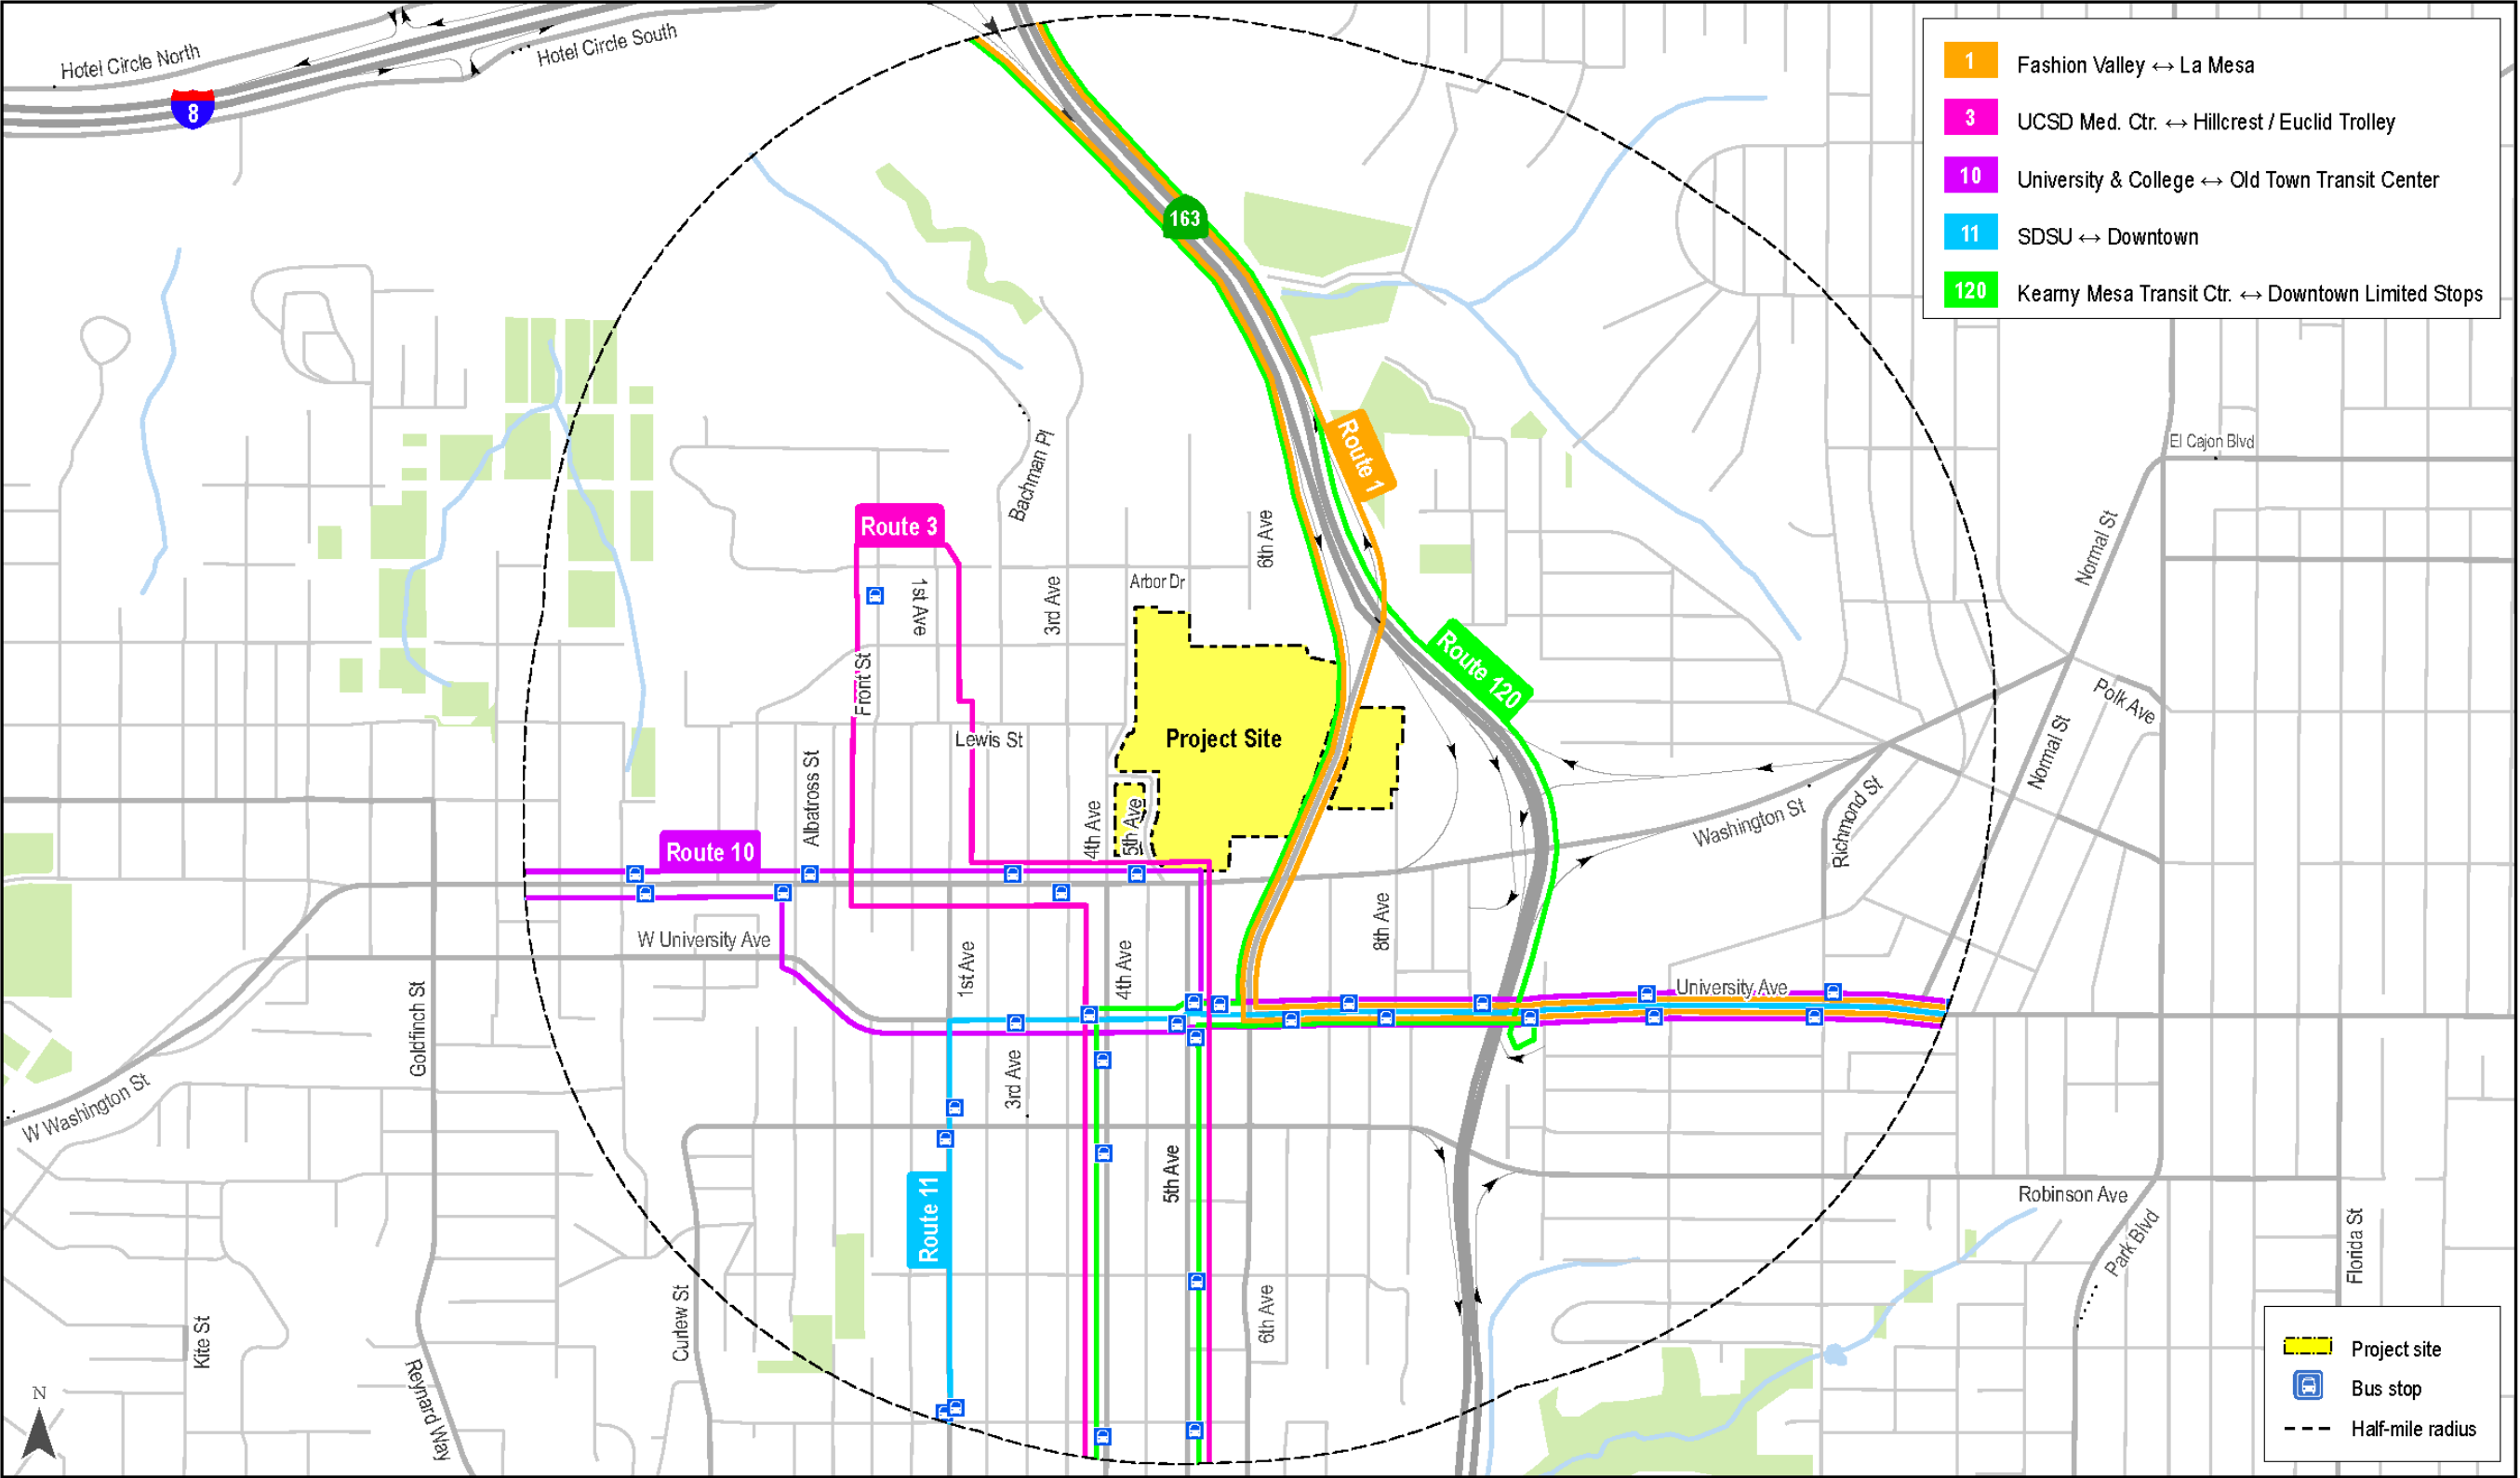 Hotel Circle North
Hotel Circle South
8
1 Fashion Valley ↔ La Mesa
3 UCSD Med. Ctr. ↔ Hillcrest / Euclid Trolley
10 University & College ↔ Old Town Transit Center
11 SDSU ↔ Downtown
120 Kearny Mesa Transit Ctr. ↔ Downtown Limited Stops
163
Route 1
El Cajon Blvd
Bachman Pl
Route 3
6th Ave
Normal St
Arbor Dr
1st Ave
3rd Ave
Front St
Route 120
Polk Ave
Project Site
Lewis St
Normal St
Albatross St
4th Ave
5th Ave
Washington St
Richmond St
Route 10
W University Ave
1st Ave
4th Ave
8th Ave
University Ave
Goldfinch St
3rd Ave
W Washington St
5th Ave
Route 11
Robinson Ave
Park Blvd
Florida St
Kite St
Curlew St
6th Ave
Reynard Way
N
Project site
Bus stop
Half-mile radius